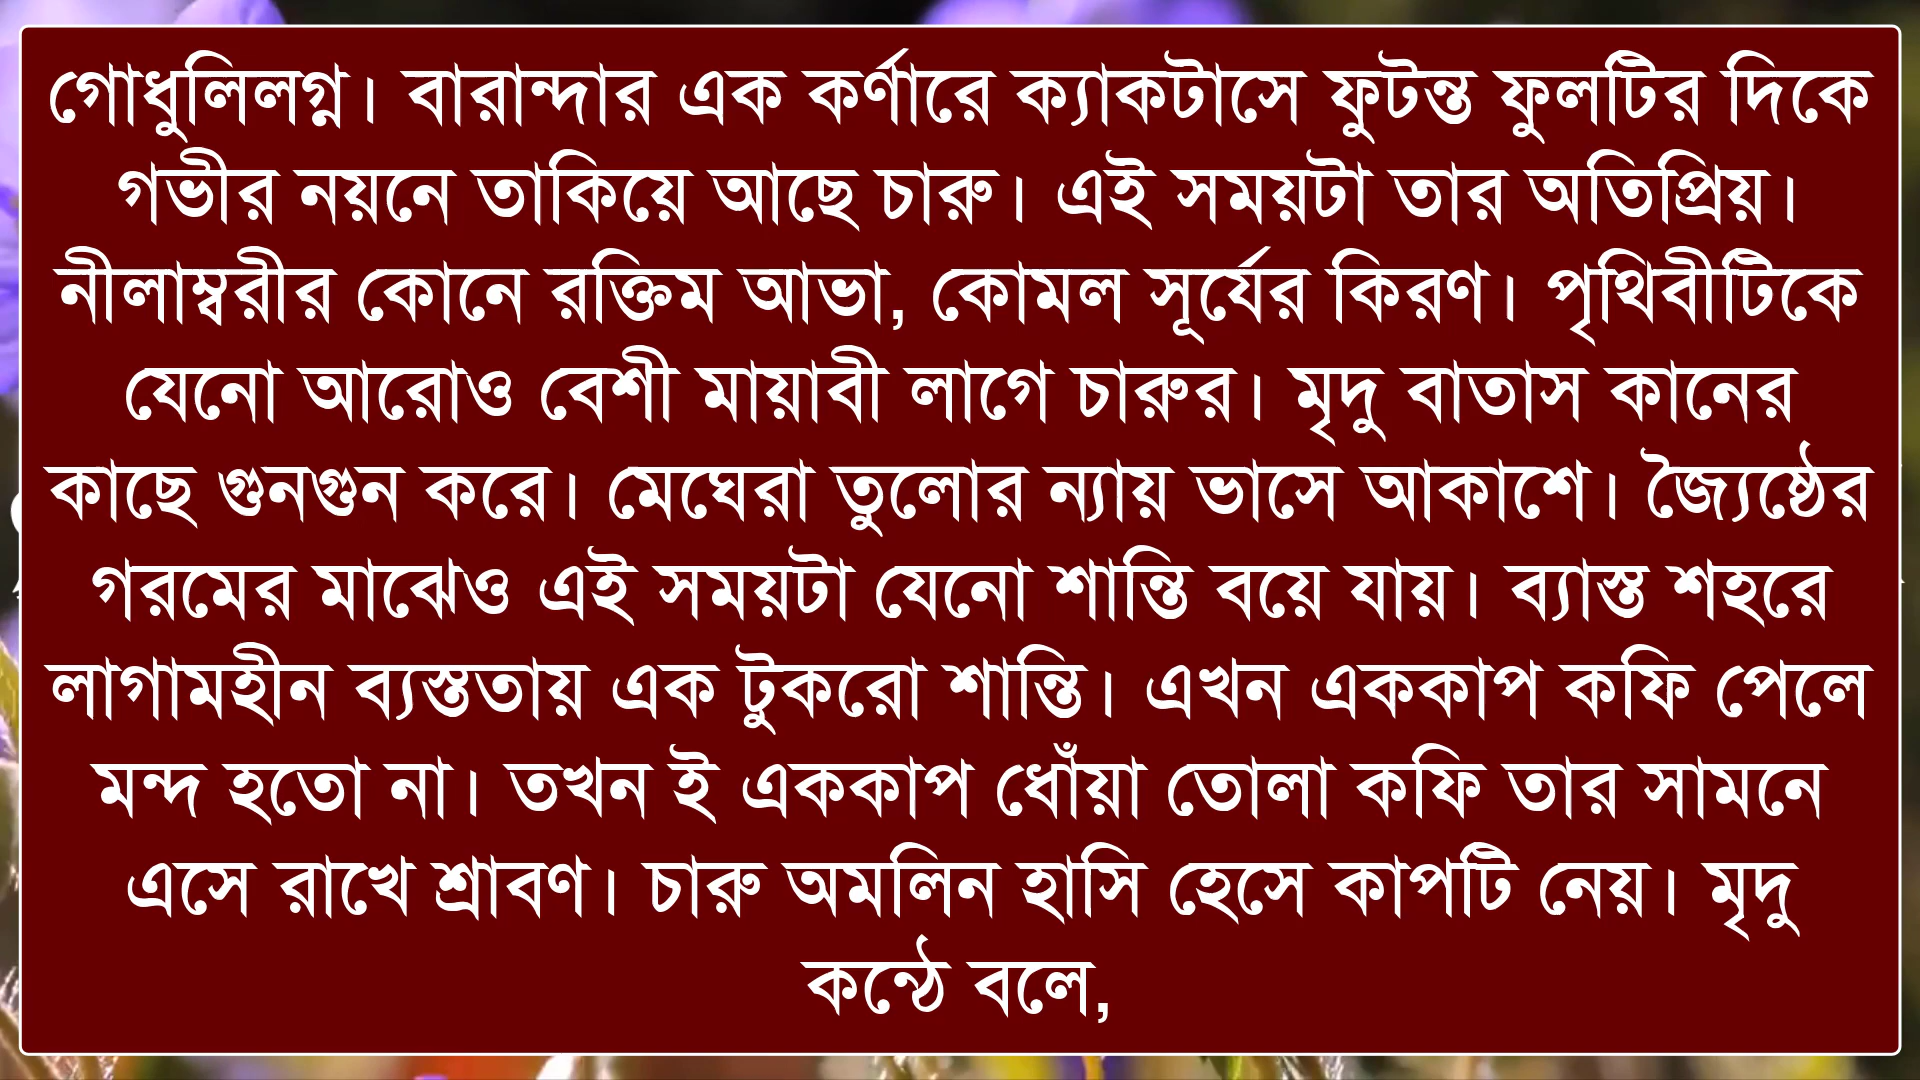 গোধুলিলগ্ন। বারান্দার এক কর্ণারে ক্যাকটাসে ফুটন্ত ফুলটির দিকে
গভীর নয়নে তাকিয়ে আছে চারু। এই সময়টা তার অতিপ্রিয়।
নীলাম্বরীর কোনে রক্তিম আভা, কোমল সূর্যের কিরণ। পৃথিবীটিকে
যেনো আরোও বেশী মায়াবী লাগে চারুর। মৃদু বাতাস কানের
কাছে গুনগুন করে। মেঘেরা তুলোর ন্যায় ভাসে আকাশে। জ্যৈষ্ঠের
গরমের মাঝেও এই সময়টা যেনো শান্তি বয়ে যায়। ব্যাস্ত শহরে
লাগামহীন ব্যস্ততায় এক টুকরো শান্তি। এখন এককাপ কফি পেলে
মন্দ হতো না। তখন ই এককাপ ধোঁয়া তোলা কফি তার সামনে
এসে রাখে শ্রাবণ। চারু অমলিন হাসি হেসে কাপটি নেয়। মৃদু
কন্ঠে বলে,